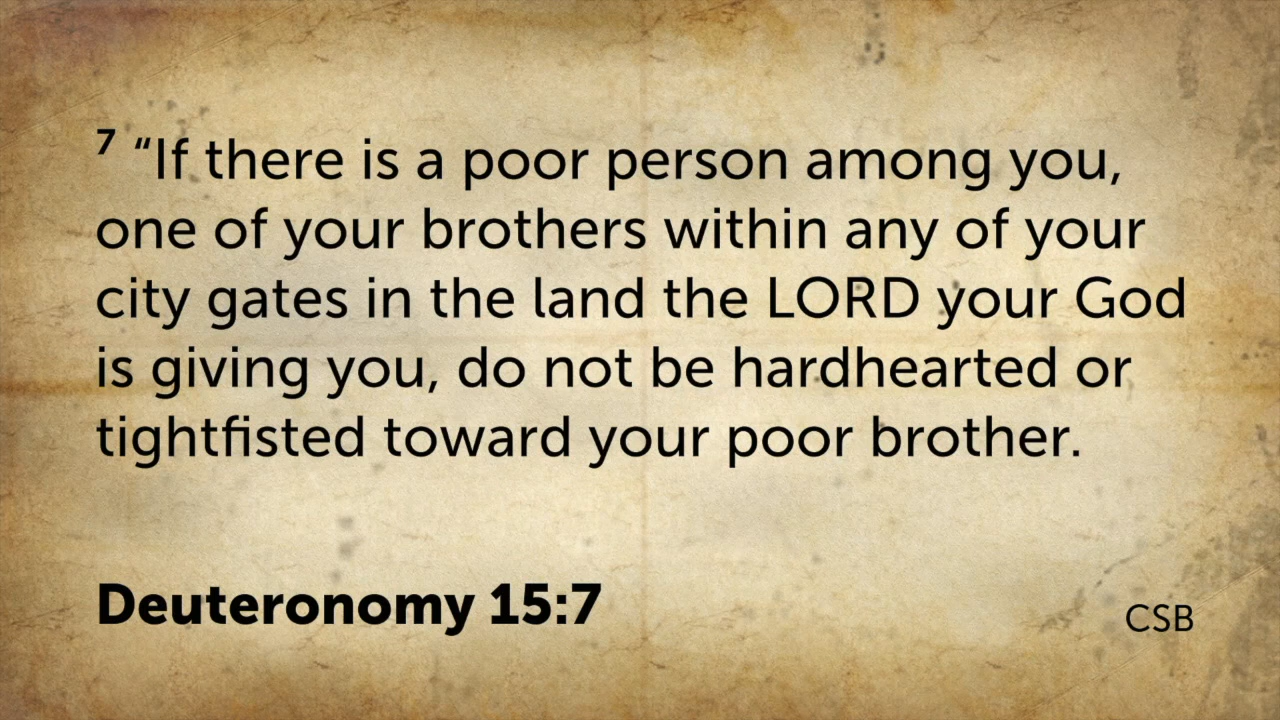 7 “If there is a poor person among you,
one of your brothers within any of your
city gates in the land the LORD your God
is giving you, do not be hardhearted or
tightfisted toward your poor brother.
Deuteronomy 15:7
CSB